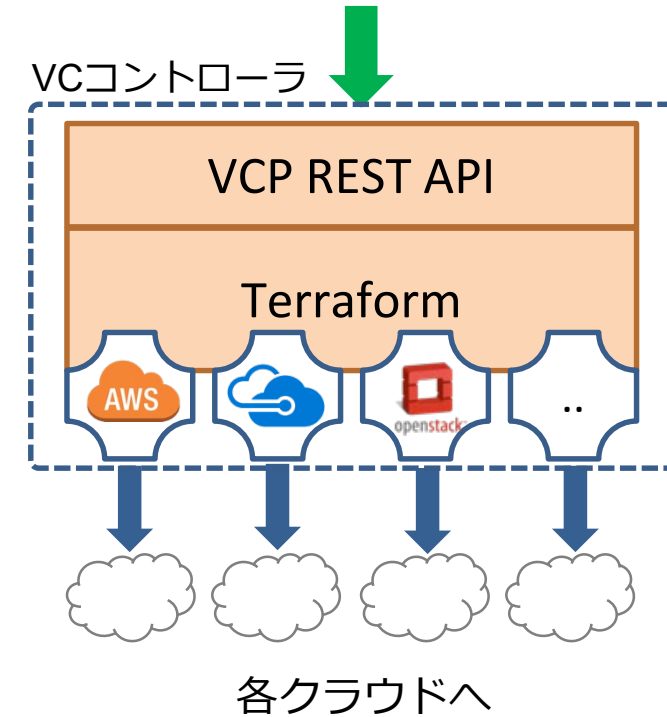 VCコントローラ
VCP REST API
Terraform
AWS
openstack
..
各クラウドへ